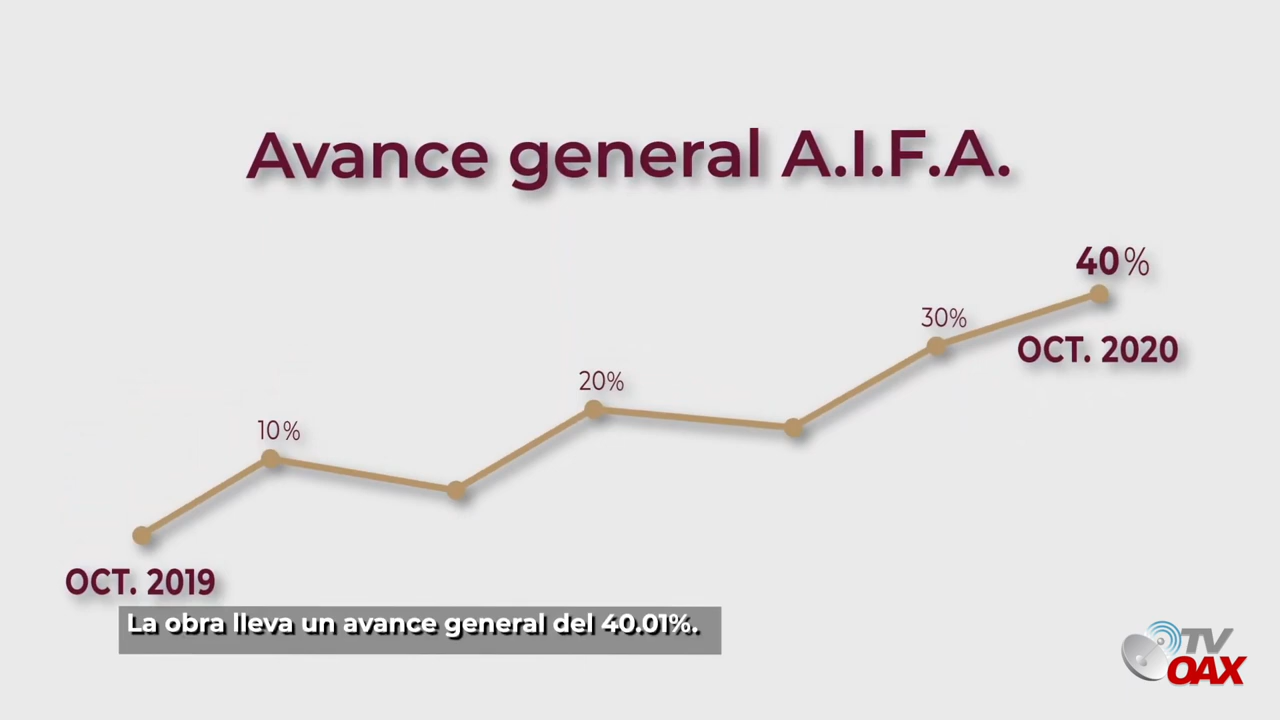 Avance general A.I.F.A.
40%
30%
OCT. 2020
20%
10%
OCT. 2019
La obra lleva un avance general del 40.01%.
TV
OAX